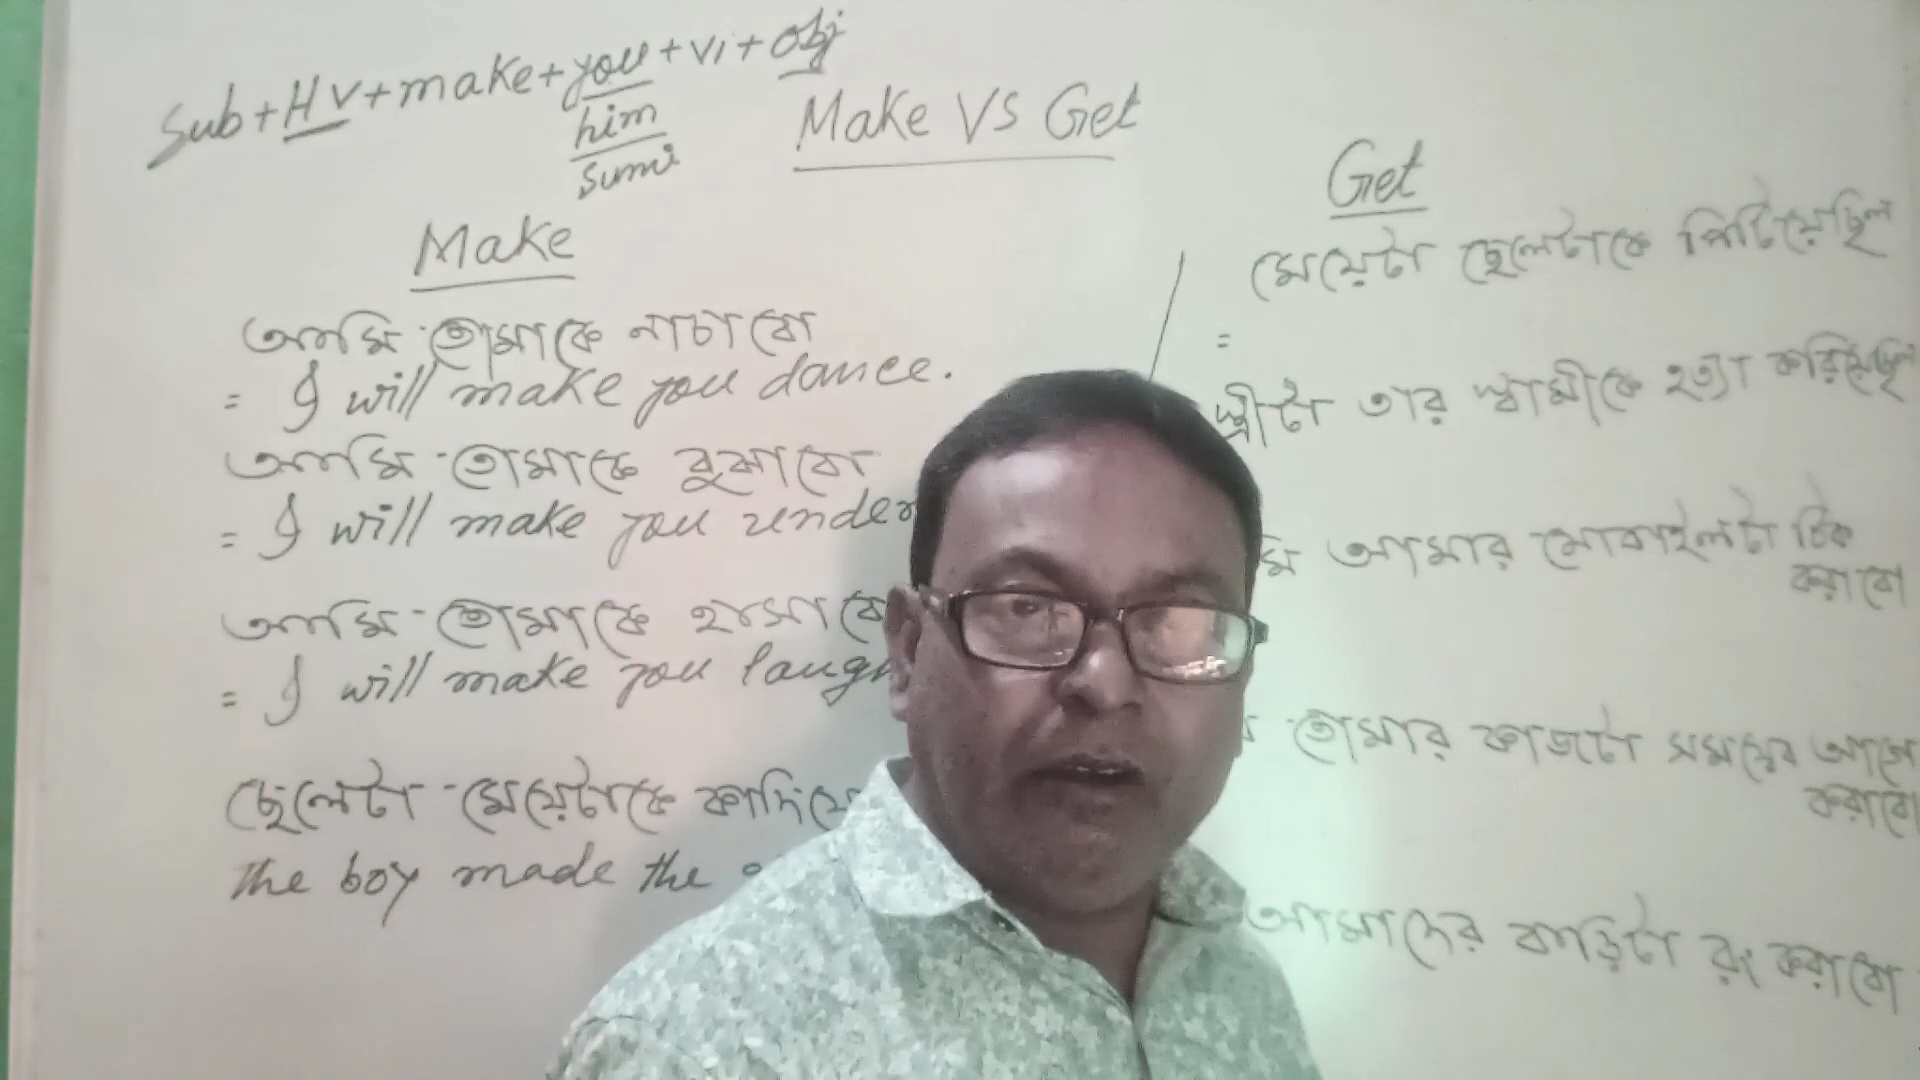 Sub+HV+make+you+V1+obj
him
sumi
Make VS Get
Make
আমি তোমাকে নাচাবো
= I will make you dance.
আমি তোমাকে বুঝাবো
= I will make you under
আমি তোমাকে হাসাবো
= I will make you laugh
ছেলেটা মেয়েটাকে কাদিয়ে
The boy made the
Get
মেয়েটা ছেলেটাকে পিটিয়েছিল
=
স্ত্রীটা তার স্বামীকে হত্যা করিয়েছিল
আমার মোবাইলটা ঠিক
করাবো
তোমার কাজটা সময়ের আগে
করাবো
আমাদের বাড়িটা রং করাবো